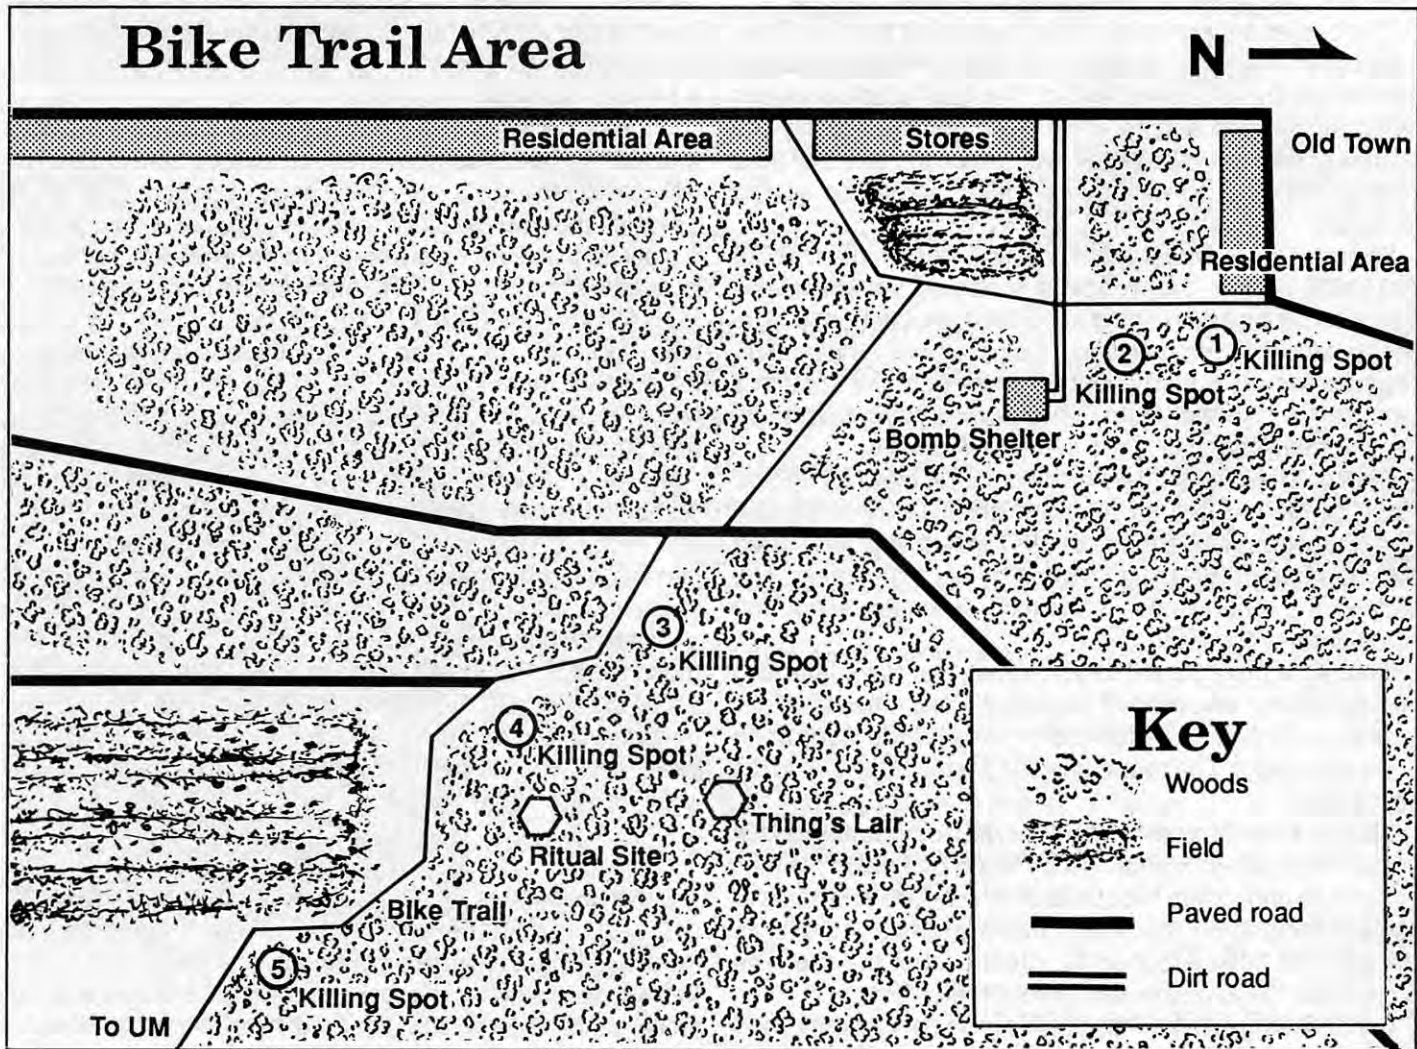 Bike Trail Area
N
Residential Area
Stores
Old Town
Residential Area
1
Killing Spot
2
Killing Spot
Bomb Shelter
3
Killing Spot
4
Killing Spot
Thing's Lair
Ritual Site
Bike Trail
5
Killing Spot
To UM
Key
Woods
Field
Paved road
Dirt road